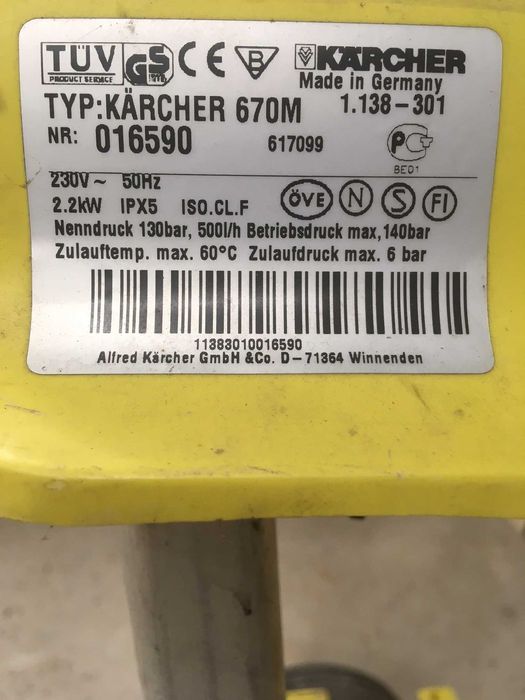 TÜV GS CE B KÄRCHER
PRODUCT SERVICE
Made in Germany
TYP:KÄRCHER 670M 1.138-301
NR: 016590 617099 PCT
BE01
230V~ 50Hz
2.2kW IPX5 ISO.CL.F ÖVE N S FI
Nenndruck 130bar, 500l/h Betriebsdruck max,140bar
Zulauftemp. max. 60°C Zulaufdruck max. 6 bar
11383010016590
Alfred Kärcher GmbH &Co. D-71364 Winnenden